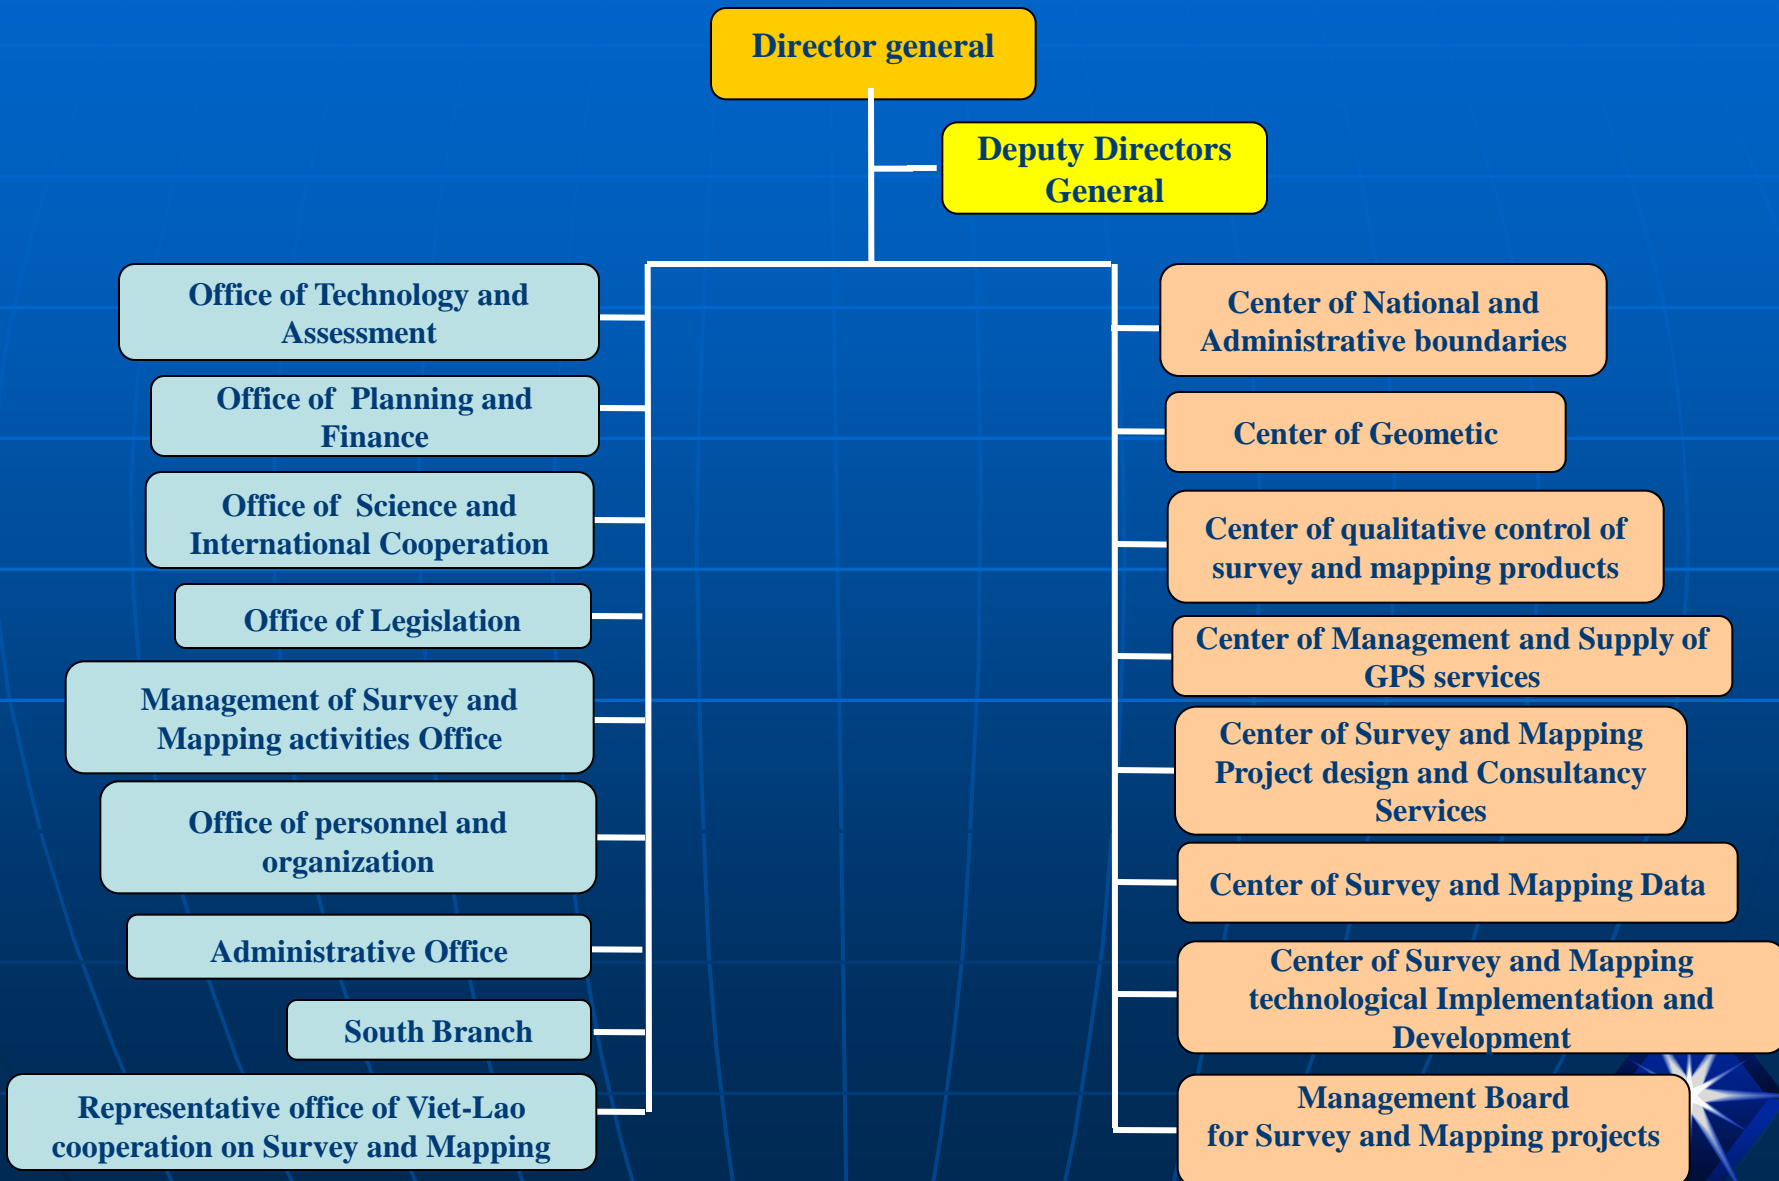 Director general
Deputy Directors
General
Office of Technology and
Assessment
Office of  Planning and
Finance
Office of  Science and
International Cooperation
Office of Legislation
Management of Survey and
Mapping activities Office
Office of personnel and
organization
Administrative Office
South Branch
Representative office of Viet-Lao
cooperation on Survey and Mapping
Center of National and
Administrative boundaries
Center of Geometic
Center of qualitative control of
survey and mapping products
Center of Management and Supply of
GPS services
Center of Survey and Mapping
Project design and Consultancy
Services
Center of Survey and Mapping Data
Center of Survey and Mapping
technological Implementation and
Development
Management Board
for Survey and Mapping projects